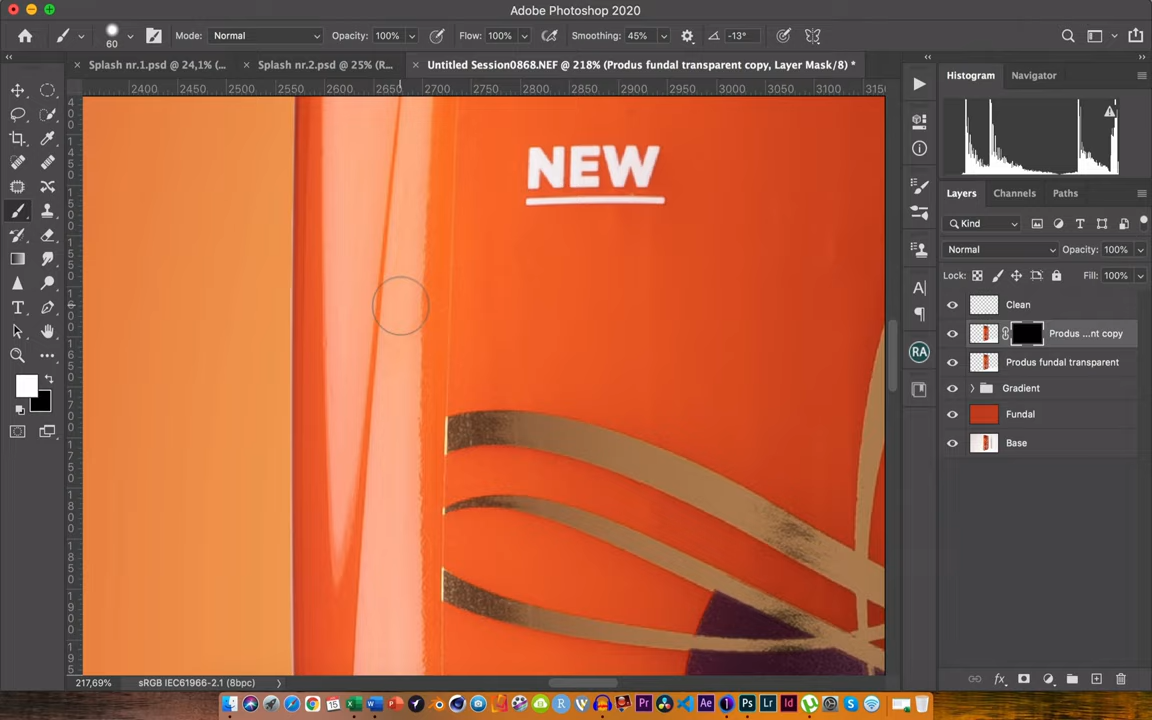 Adobe Photoshop 2020
60
Mode: Normal
Opacity: 100%
Flow: 100%
Smoothing: 45%
-13°
Splash nr.1.psd @ 24,1% (...
Splash nr.2.psd @ 25% (R...
Untitled Session0868.NEF @ 218% (Produs fundal transparent copy, Layer Mask/8) *
2400 2450 2500 2550 2600 2650 2700 2750 2800 2850 2900 2950 3000 3050 3100 3150
NEW
Histogram
Navigator
Layers
Channels
Paths
Kind
Normal
Opacity: 100%
Lock:
Fill: 100%
Clean
Produs ...nt copy
Produs fundal transparent
Gradient
Fundal
Base
RA
217,69%
sRGB IEC61966-2.1 (8bpc)